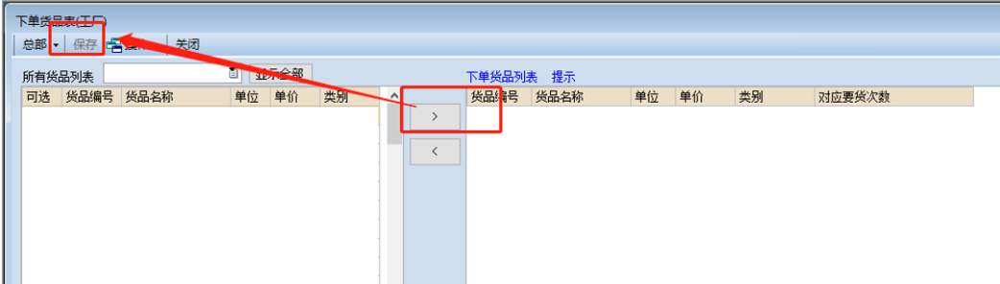 下单货品表(工厂)
总部 保存 关闭
所有货品列表 显示全部 下单货品列表 提示
可选 货品编号 货品名称 单位 单价 类别 货品编号 货品名称 单位 单价 类别 对应要货次数
>
<